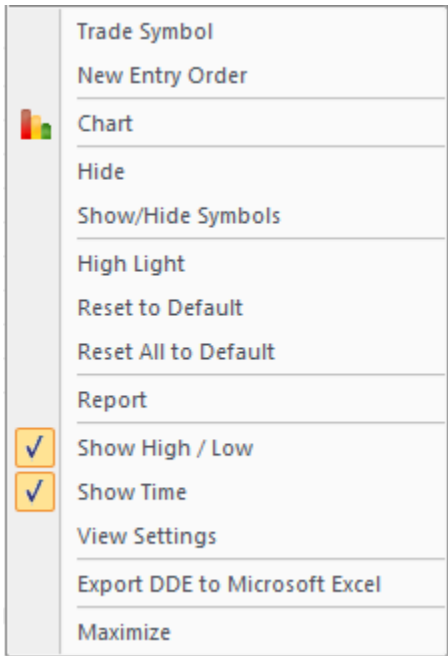 Trade Symbol
New Entry Order
Chart
Hide
Show/Hide Symbols
High Light
Reset to Default
Reset All to Default
Report
Show High / Low
Show Time
View Settings
Export DDE to Microsoft Excel
Maximize